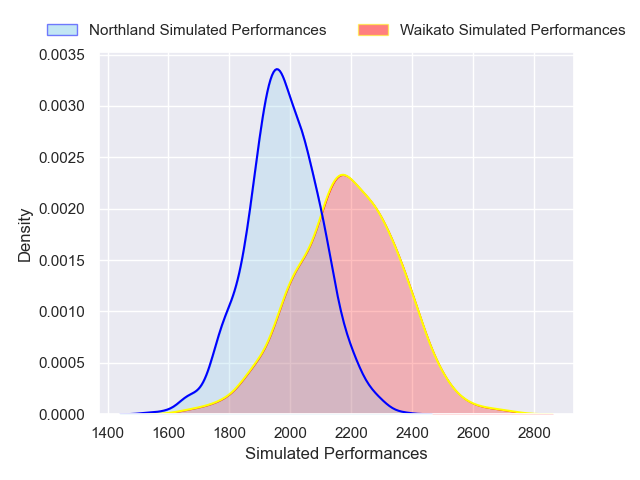 Northland Simulated Performances Waikato Simulated Performances
0.0035
0.0030
0.0025
0.0020
0.0015
0.0010
0.0005
0.0000
Density
1400 1600 1800 2000 2200 2400 2600 2800
Simulated Performances